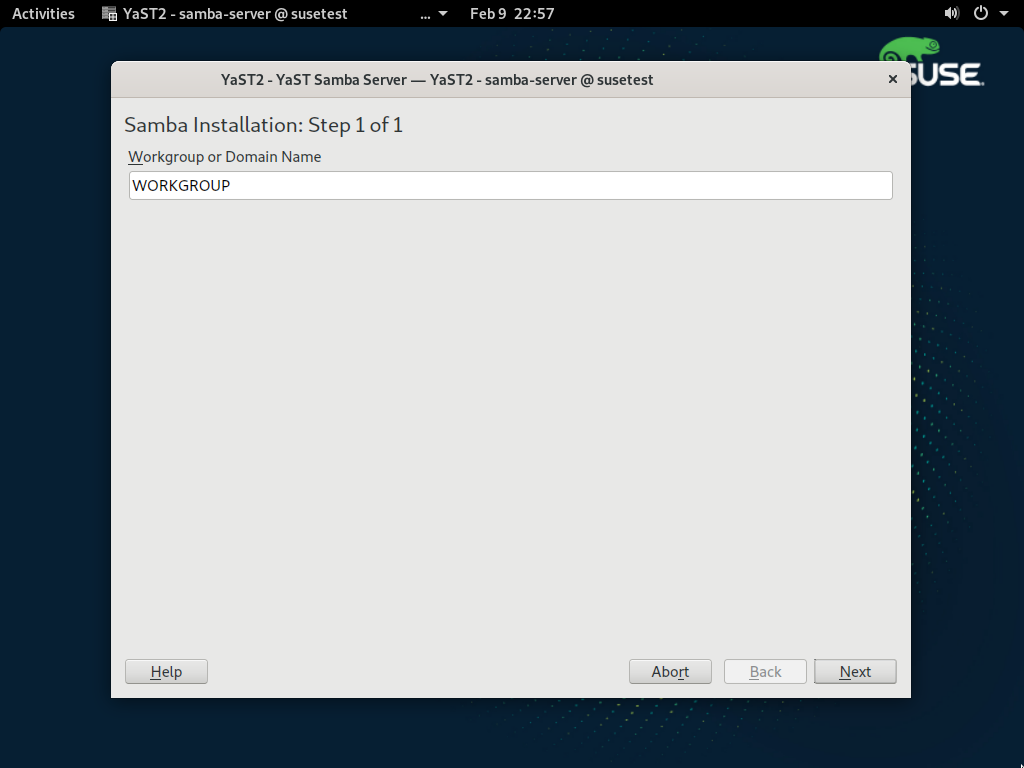 Activities YaST2 - samba-server @ susetest ... Feb 9 22:57
SUSE
YaST2 - YaST Samba Server — YaST2 - samba-server @ susetest
Samba Installation: Step 1 of 1
Workgroup or Domain Name
WORKGROUP
Help Abort Back Next